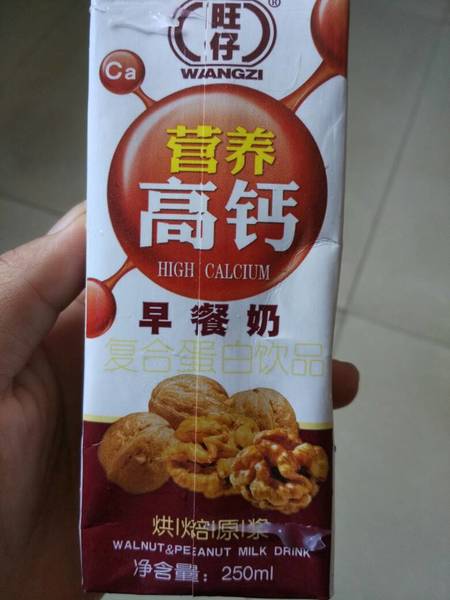 ®
旺
仔
WANGZI
Ca
营养
高钙
HIGH CALCIUM
早餐奶
复合蛋白饮品
烘焙原浆
WALNUT&PEEANUT MILK DRINK
净含量：250ml